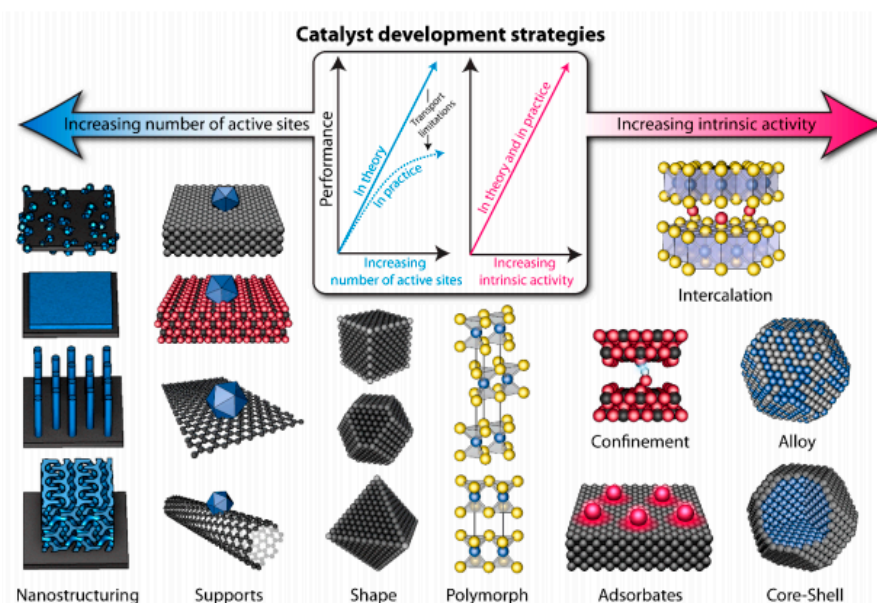 Catalyst development strategies
Increasing number of active sites
Increasing intrinsic activity
Performance
In theory
In practice
Transport
limitations
Increasing
number of active sites
In theory and in practice
Increasing
intrinsic activity
Intercalation
Confinement
Alloy
Nanostructuring
Supports
Shape
Polymorph
Adsorbates
Core-Shell